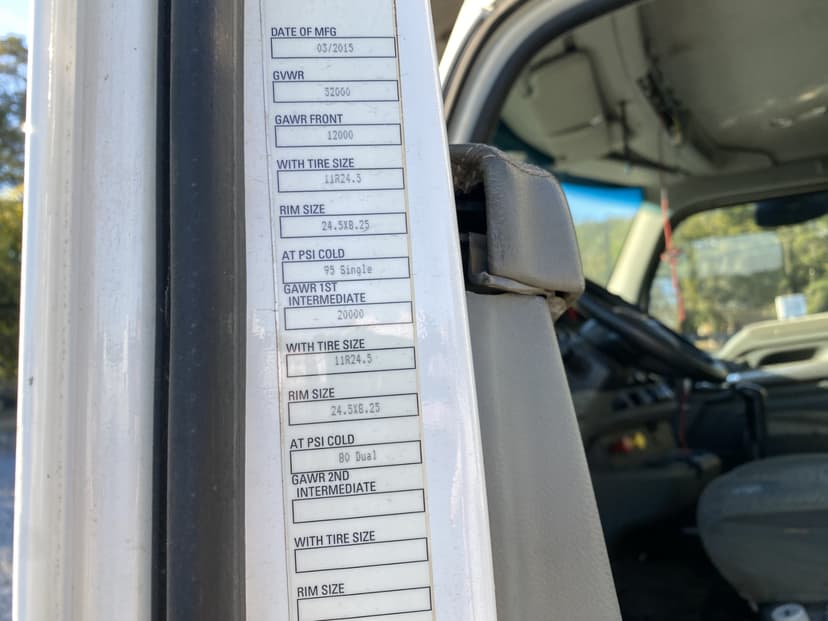 DATE OF MFG
03/2015
GVWR
32000
GAWR FRONT
12000
WITH TIRE SIZE
11R24.5
RIM SIZE
24.5X8.25
AT PSI COLD
95 Single
GAWR 1ST
INTERMEDIATE
20000
WITH TIRE SIZE
11R24.5
RIM SIZE
24.5X8.25
AT PSI COLD
80 Dual
GAWR 2ND
INTERMEDIATE
WITH TIRE SIZE
RIM SIZE